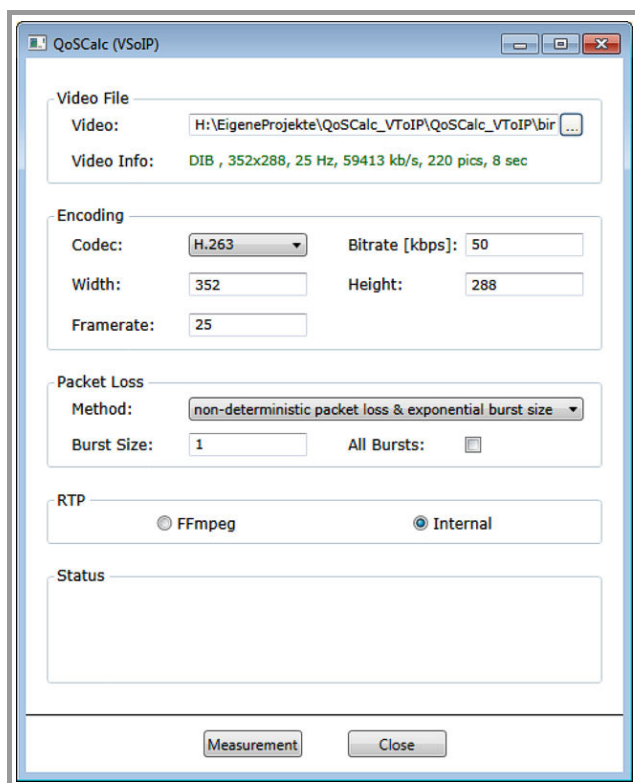 QoSCalc (VSoIP)
Video File
Video: H:\EigeneProjekte\QoSCalc_VToIP\QoSCalc_VToIP\bir ...
Video Info: DIB , 352x288, 25 Hz, 59413 kb/s, 220 pics, 8 sec
Encoding
Codec: H.263 Bitrate [kbps]: 50
Width: 352 Height: 288
Framerate: 25
Packet Loss
Method: non-deterministic packet loss & exponential burst size
Burst Size: 1 All Bursts:
RTP
FFmpeg Internal
Status
Measurement Close